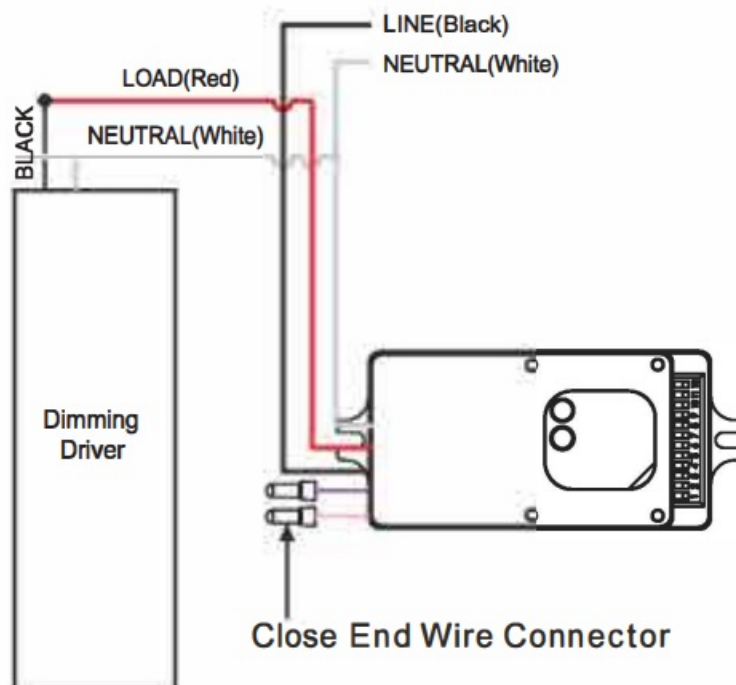 LINE(Black)
NEUTRAL(White)
LOAD(Red)
BLACK
NEUTRAL(White)
Dimming
Driver
Close End Wire Connector